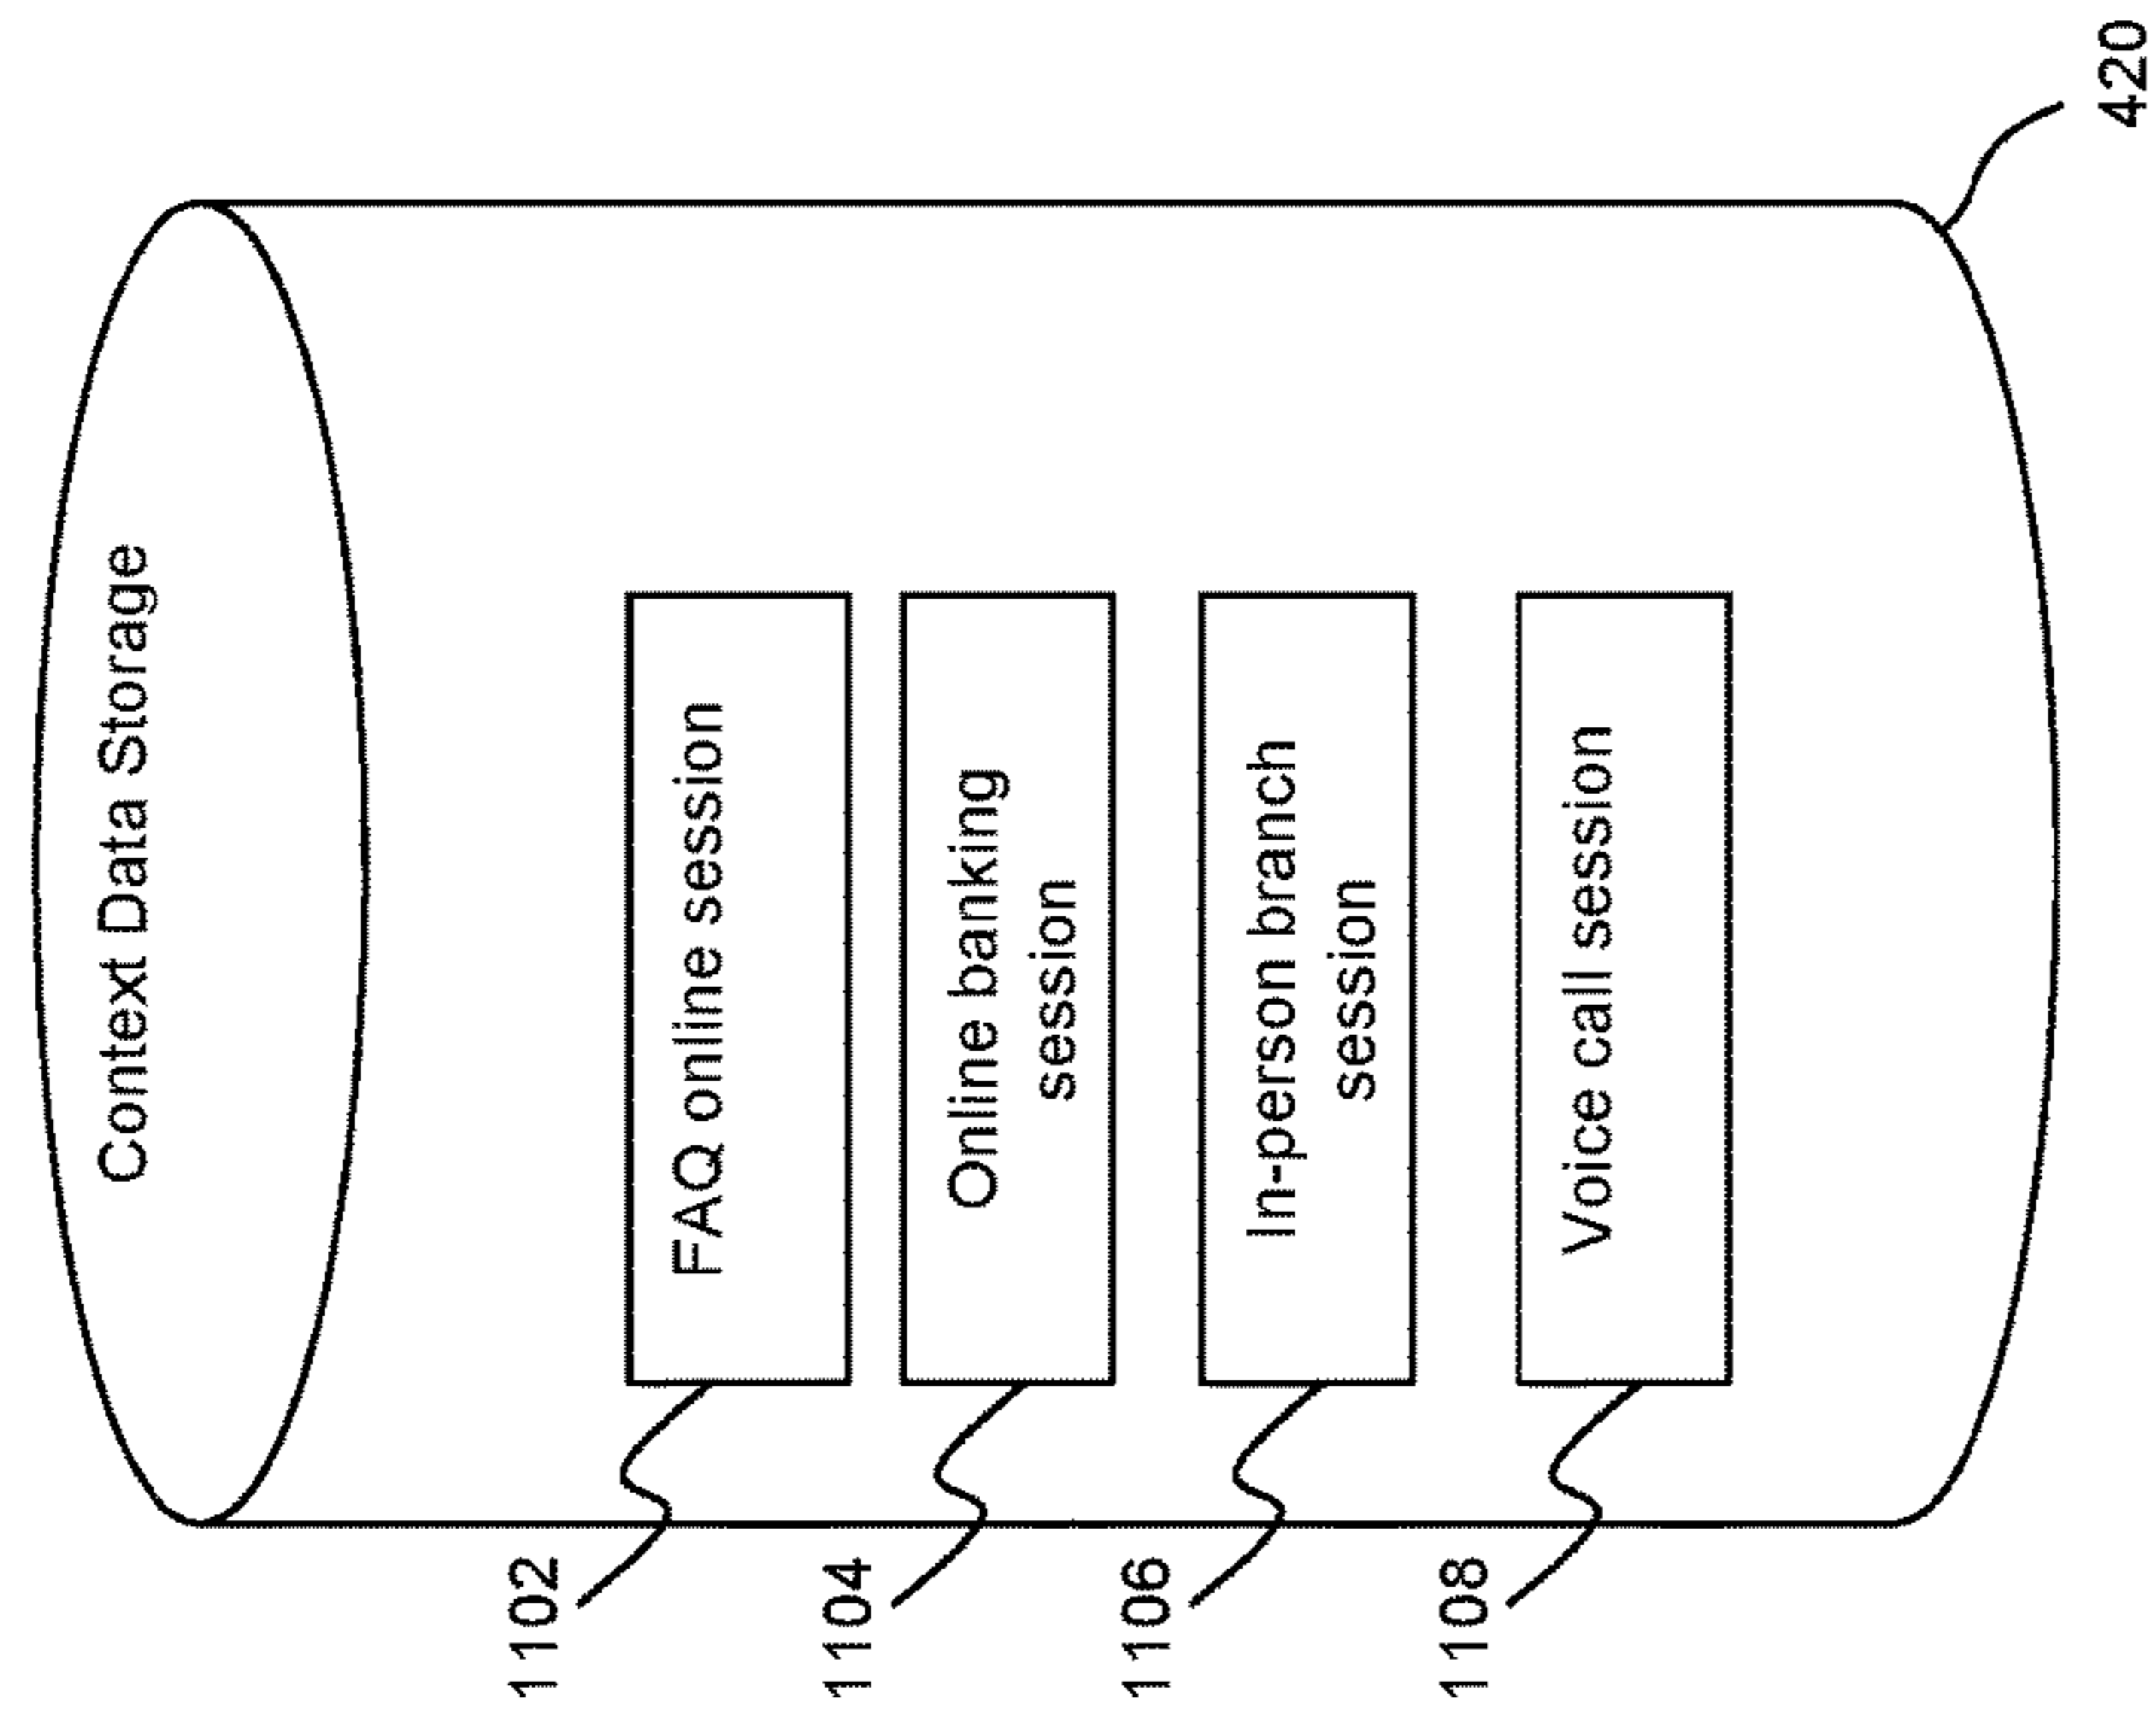 Context Data Storage
1102
FAQ online session
1104
Online banking
session
1106
In-person branch
session
1108
Voice call session
420